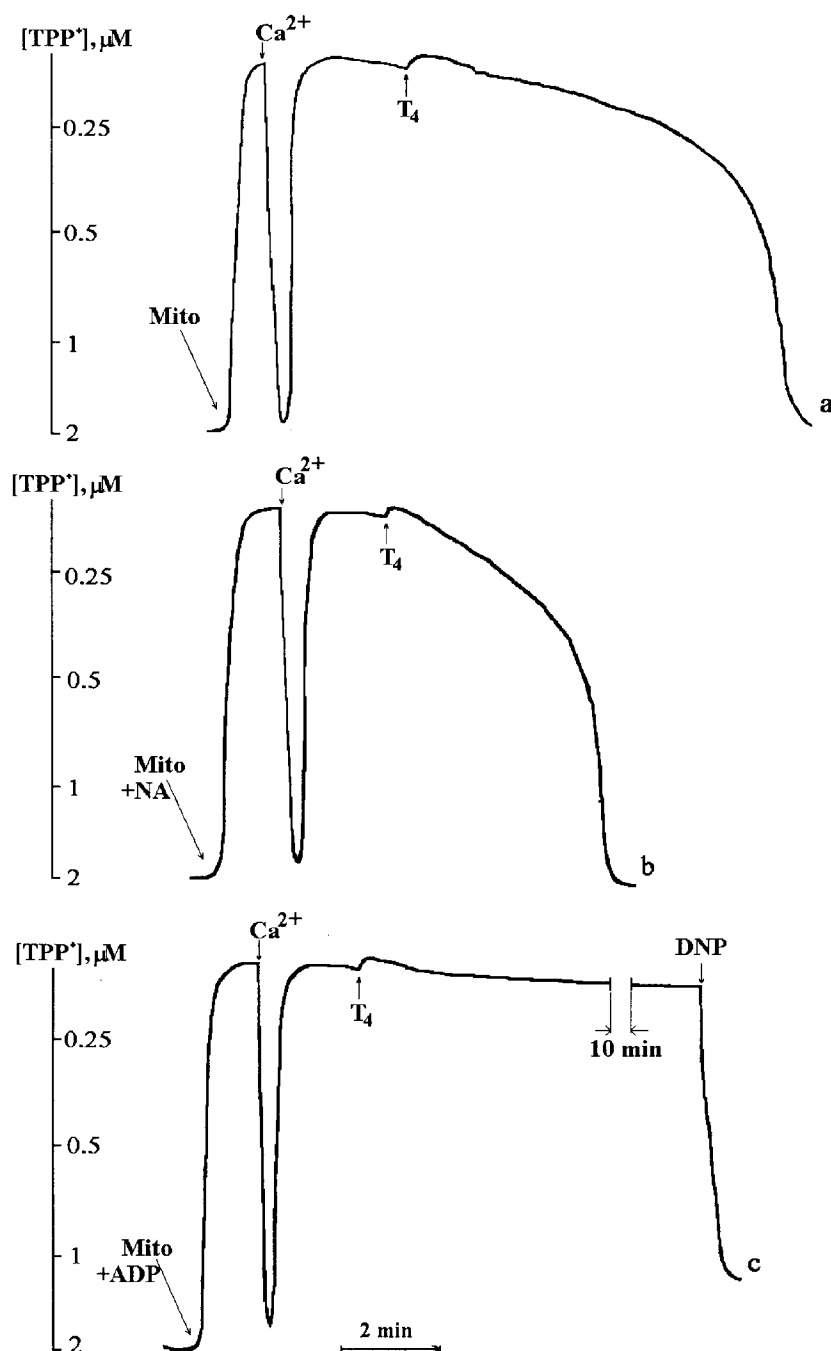 [TPP⁺], μM
Ca²⁺
0.25
T₄
0.5
Mito
1
2
a
[TPP⁺], μM
Ca²⁺
0.25
T₄
0.5
Mito
+NA
1
2
b
[TPP⁺], μM
Ca²⁺
DNP
T₄
0.25
10 min
0.5
Mito
+ADP
1
c
2 min
2